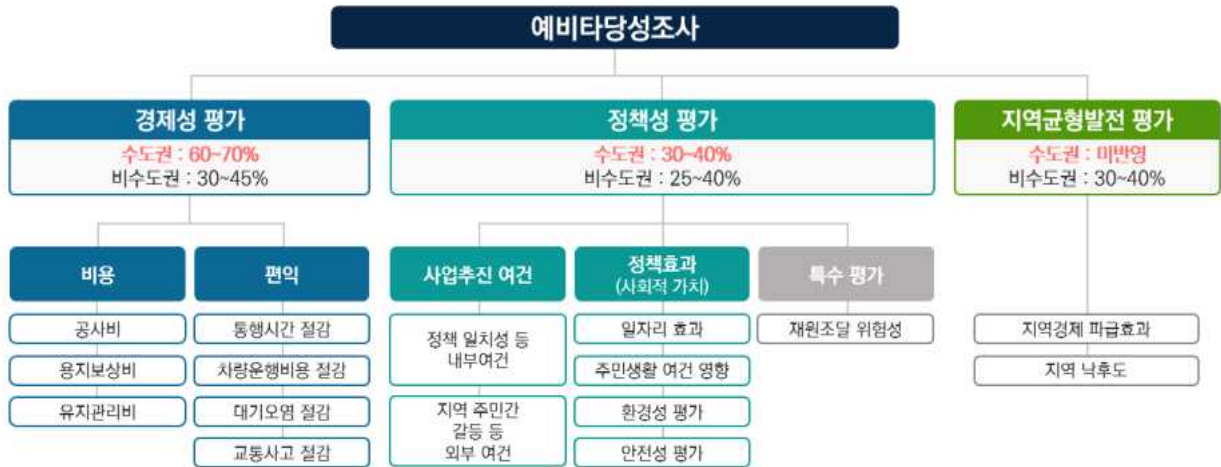 예비타당성조사
경제성 평가
수도권 : 60~70%
비수도권 : 30~45%
정책성 평가
수도권 : 30~40%
비수도권 : 25~40%
지역균형발전 평가
수도권 : 미반영
비수도권 : 30~40%
비용
공사비
용지보상비
유지관리비
편익
통행시간 절감
차량운행비용 절감
대기오염 절감
교통사고 절감
사업추진 여건
정책 일치성 등
내부여건
지역 주민간
갈등 등
외부 여건
정책효과
(사회적 가치)
일자리 효과
주민생활 여건 영향
환경성 평가
안전성 평가
특수 평가
재원조달 위험성
지역경제 파급효과
지역 낙후도